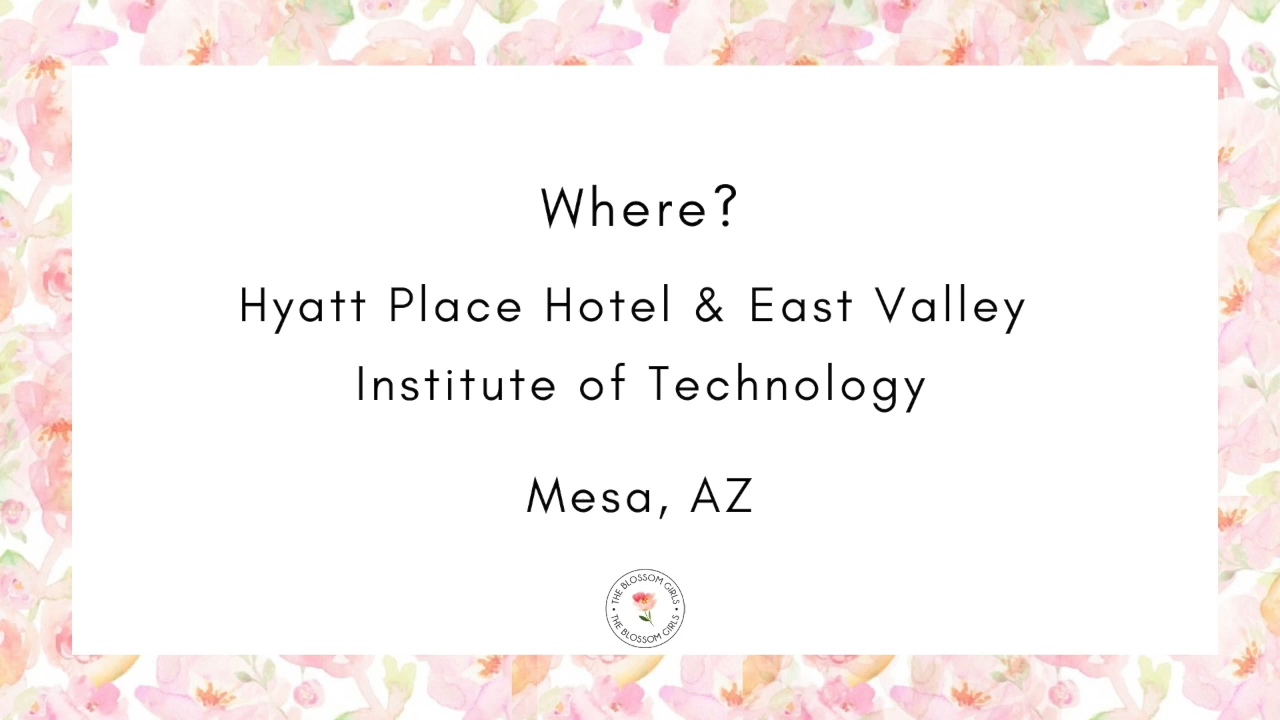 Where?
Hyatt Place Hotel & East Valley
Institute of Technology
Mesa, AZ
• THE BLOSSOM GIRLS •
THE BLOSSOM GIRLS